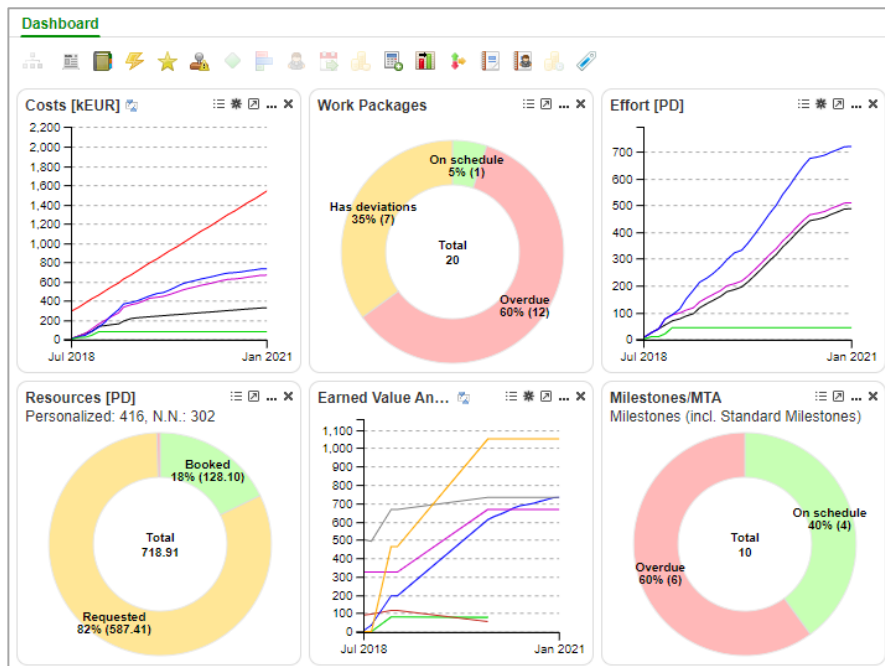 Dashboard
Costs [kEUR]
2,200
2,000
1,800
1,600
1,400
1,200
1,000
800
600
400
200
0
Jul 2018
Jan 2021
Work Packages
On schedule
5% (1)
Has deviations
35% (7)
Total
20
Overdue
60% (12)
Effort [PD]
700
600
500
400
300
200
100
0
Jul 2018
Jan 2021
Resources [PD]
Personalized: 416, N.N.: 302
Booked
18% (128.10)
Total
718.91
Requested
82% (587.41)
Earned Value An...
1,100
1,000
900
800
700
600
500
400
300
200
100
0
Jul 2018
Jan 2021
Milestones/MTA
Milestones (incl. Standard Milestones)
On schedule
40% (4)
Total
10
Overdue
60% (6)